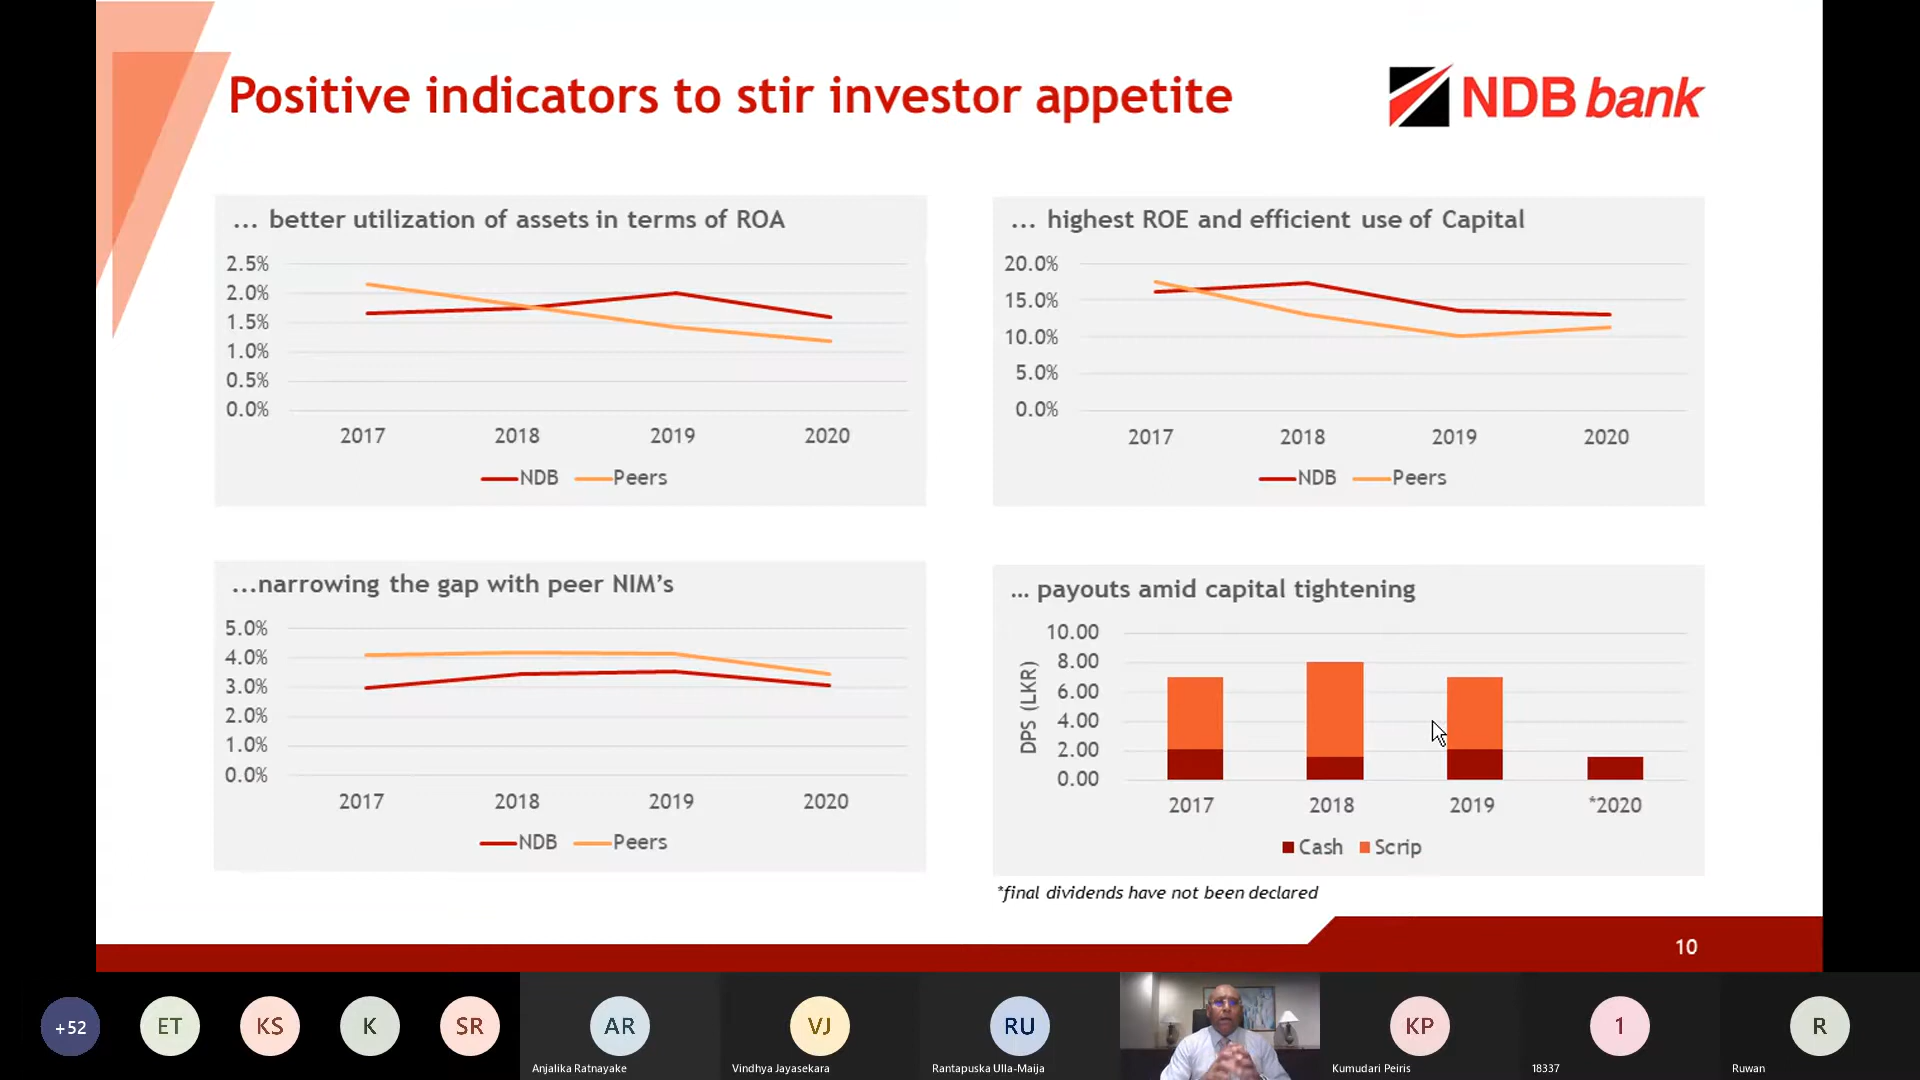 Positive indicators to stir investor appetite
NDB bank
... better utilization of assets in terms of ROA
2.5%
2.0%
1.5%
1.0%
0.5%
0.0%
2017 2018 2019 2020
NDB Peers
... highest ROE and efficient use of Capital
20.0%
15.0%
10.0%
5.0%
0.0%
2017 2018 2019 2020
NDB Peers
...narrowing the gap with peer NIM's
5.0%
4.0%
3.0%
2.0%
1.0%
0.0%
2017 2018 2019 2020
NDB Peers
... payouts amid capital tightening
DPS (LKR)
10.00
8.00
6.00
4.00
2.00
0.00
2017 2018 2019 *2020
Cash Scrip
*final dividends have not been declared
10
+52 ET KS K SR AR VJ RU KP 1 R
Anjalika Ratnayake Vindhya Jayasekara Rantapuska Ulla-Maija Kumudari Peiris 18337 Ruwan